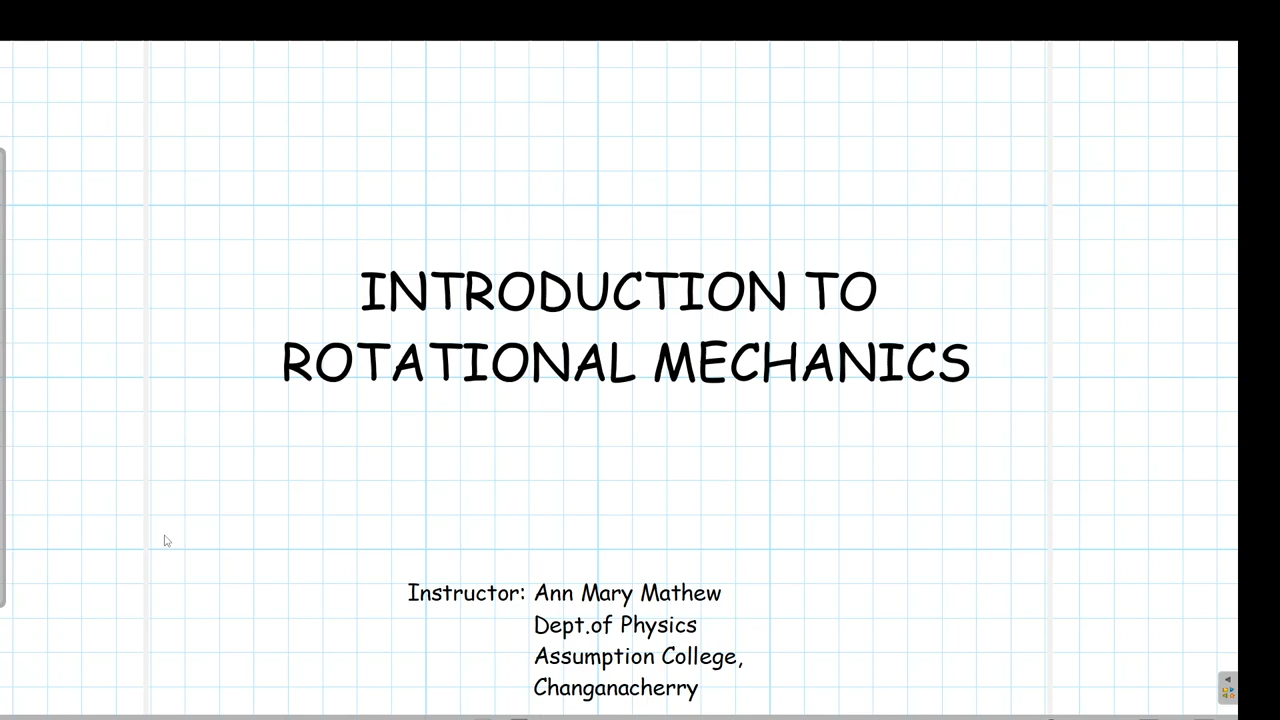 INTRODUCTION TO
ROTATIONAL MECHANICS
Instructor: Ann Mary Mathew
Dept.of Physics
Assumption College,
Changanacherry